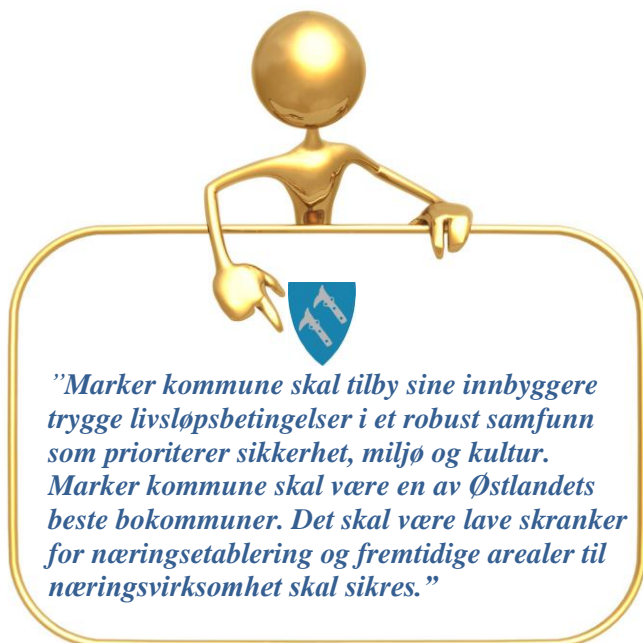 ”Marker kommune skal tilby sine innbyggere
trygge livsløpsbetingelser i et robust samfunn
som prioriterer sikkerhet, miljø og kultur.
Marker kommune skal være en av Østlandets
beste bokommuner. Det skal være lave skranker
for næringsetablering og fremtidige arealer til
næringsvirksomhet skal sikres.”